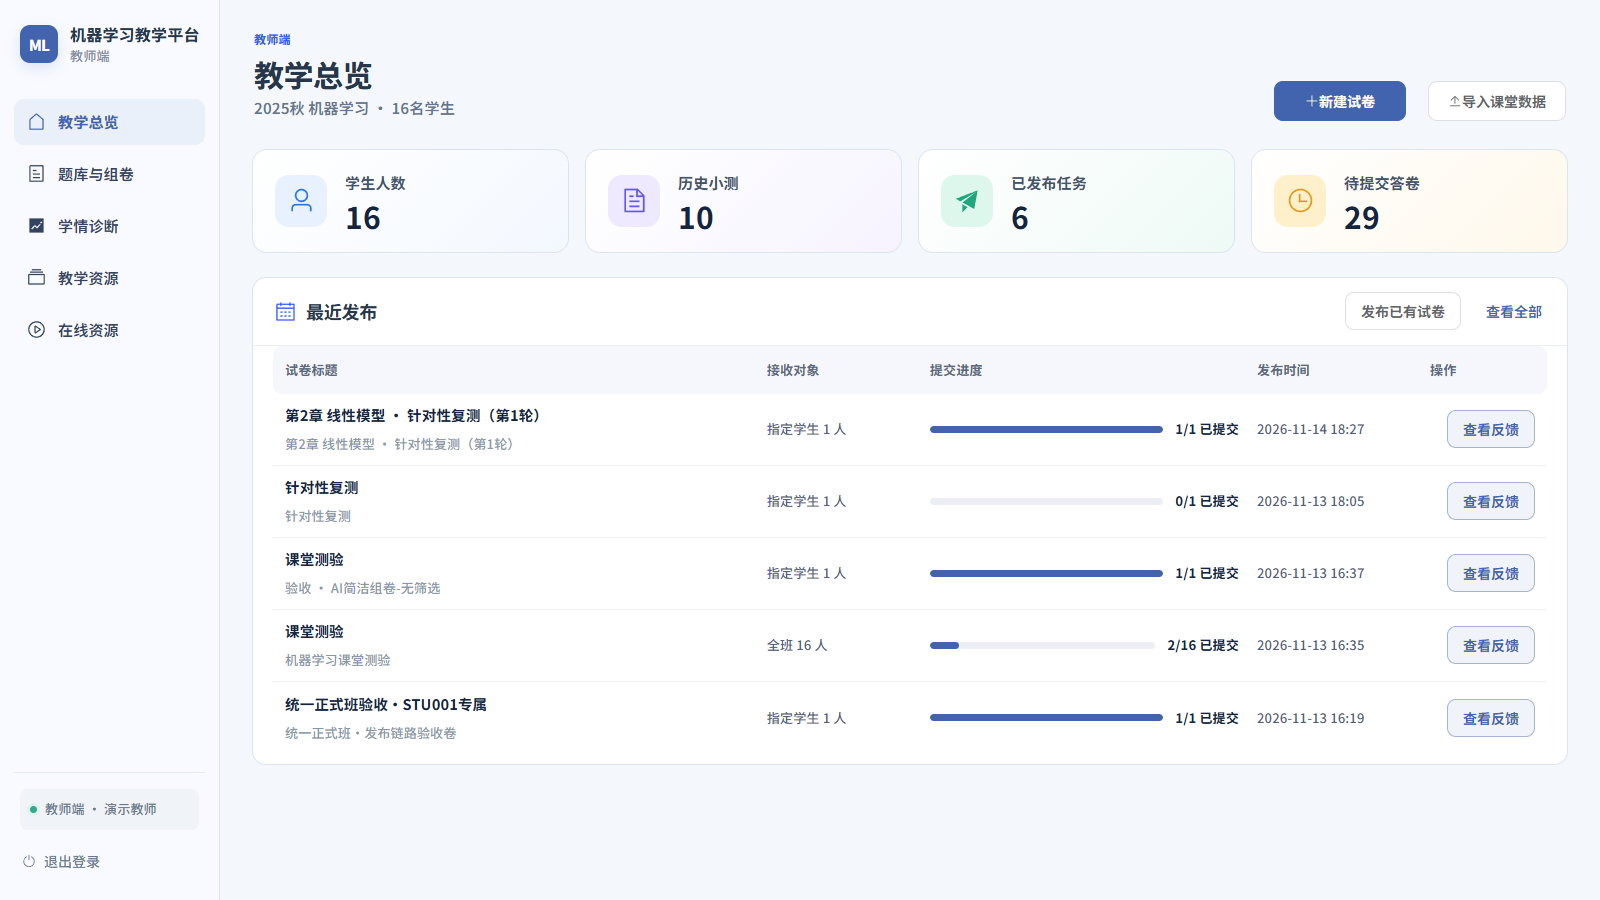 ML
机器学习教学平台
教师端
教学总览
题库与组卷
学情诊断
教学资源
在线资源
教师端 · 演示教师
退出登录
教师端
教学总览
2025秋 机器学习 · 16名学生
新建试卷
导入课堂数据
学生人数
16
历史小测
10
已发布任务
6
待提交答卷
29
最近发布
发布已有试卷
查看全部
试卷标题 接收对象 提交进度 发布时间 操作
第2章 线性模型 · 针对性复测（第1轮）
第2章 线性模型 · 针对性复测（第1轮）
指定学生 1 人
1/1 已提交
2026-11-14 18:27
查看反馈
针对性复测
针对性复测
指定学生 1 人
0/1 已提交
2026-11-13 18:05
查看反馈
课堂测验
验收 · AI简洁组卷-无筛选
指定学生 1 人
1/1 已提交
2026-11-13 16:37
查看反馈
课堂测验
机器学习课堂测验
全班 16 人
2/16 已提交
2026-11-13 16:35
查看反馈
统一正式班验收·STU001专属
统一正式班·发布链路验收卷
指定学生 1 人
1/1 已提交
2026-11-13 16:19
查看反馈